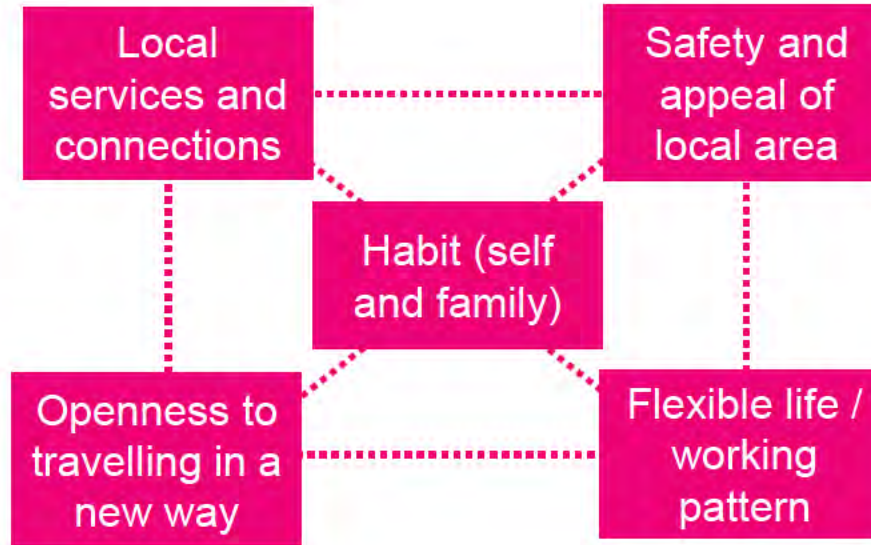 Local
services and
connections
Safety and
appeal of
local area
Habit (self
and family)
Openness to
travelling in a
new way
Flexible life /
working
pattern